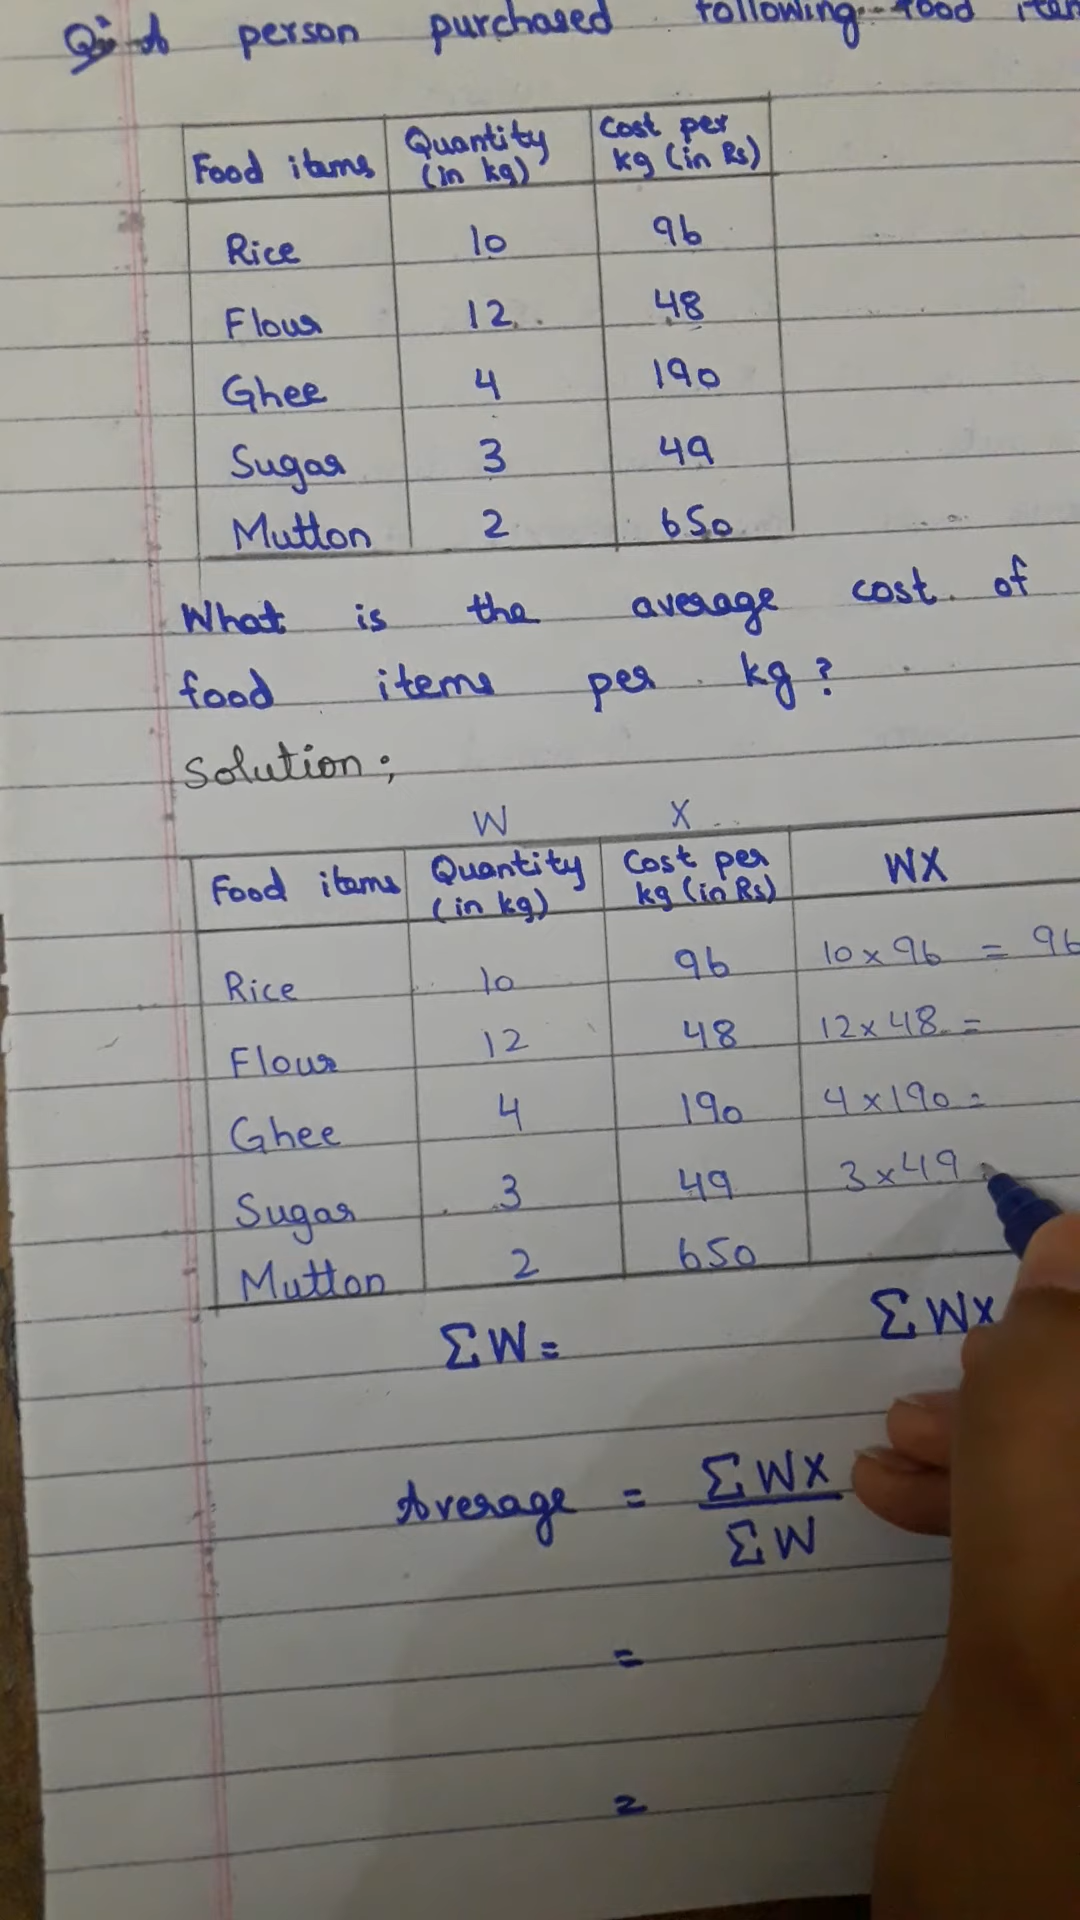 Q:- A person purchased following food
Food items Quantity (in kg) Cost per kg (in Rs)
Rice 10 96
Flour 12 48
Ghee 4 190
Sugar 3 49
Mutton 2 650
What is the average cost of
food items per kg?
Solution;
W X
Food items Quantity (in kg) Cost per kg (in Rs) WX
Rice 10 96 10 x 96 = 96
Flour 12 48 12 x 48 =
Ghee 4 190 4 x 190 =
Sugar 3 49 3 x 49
Mutton 2 650
ΣW = ΣWX
Average = ΣWX
ΣW
=
=